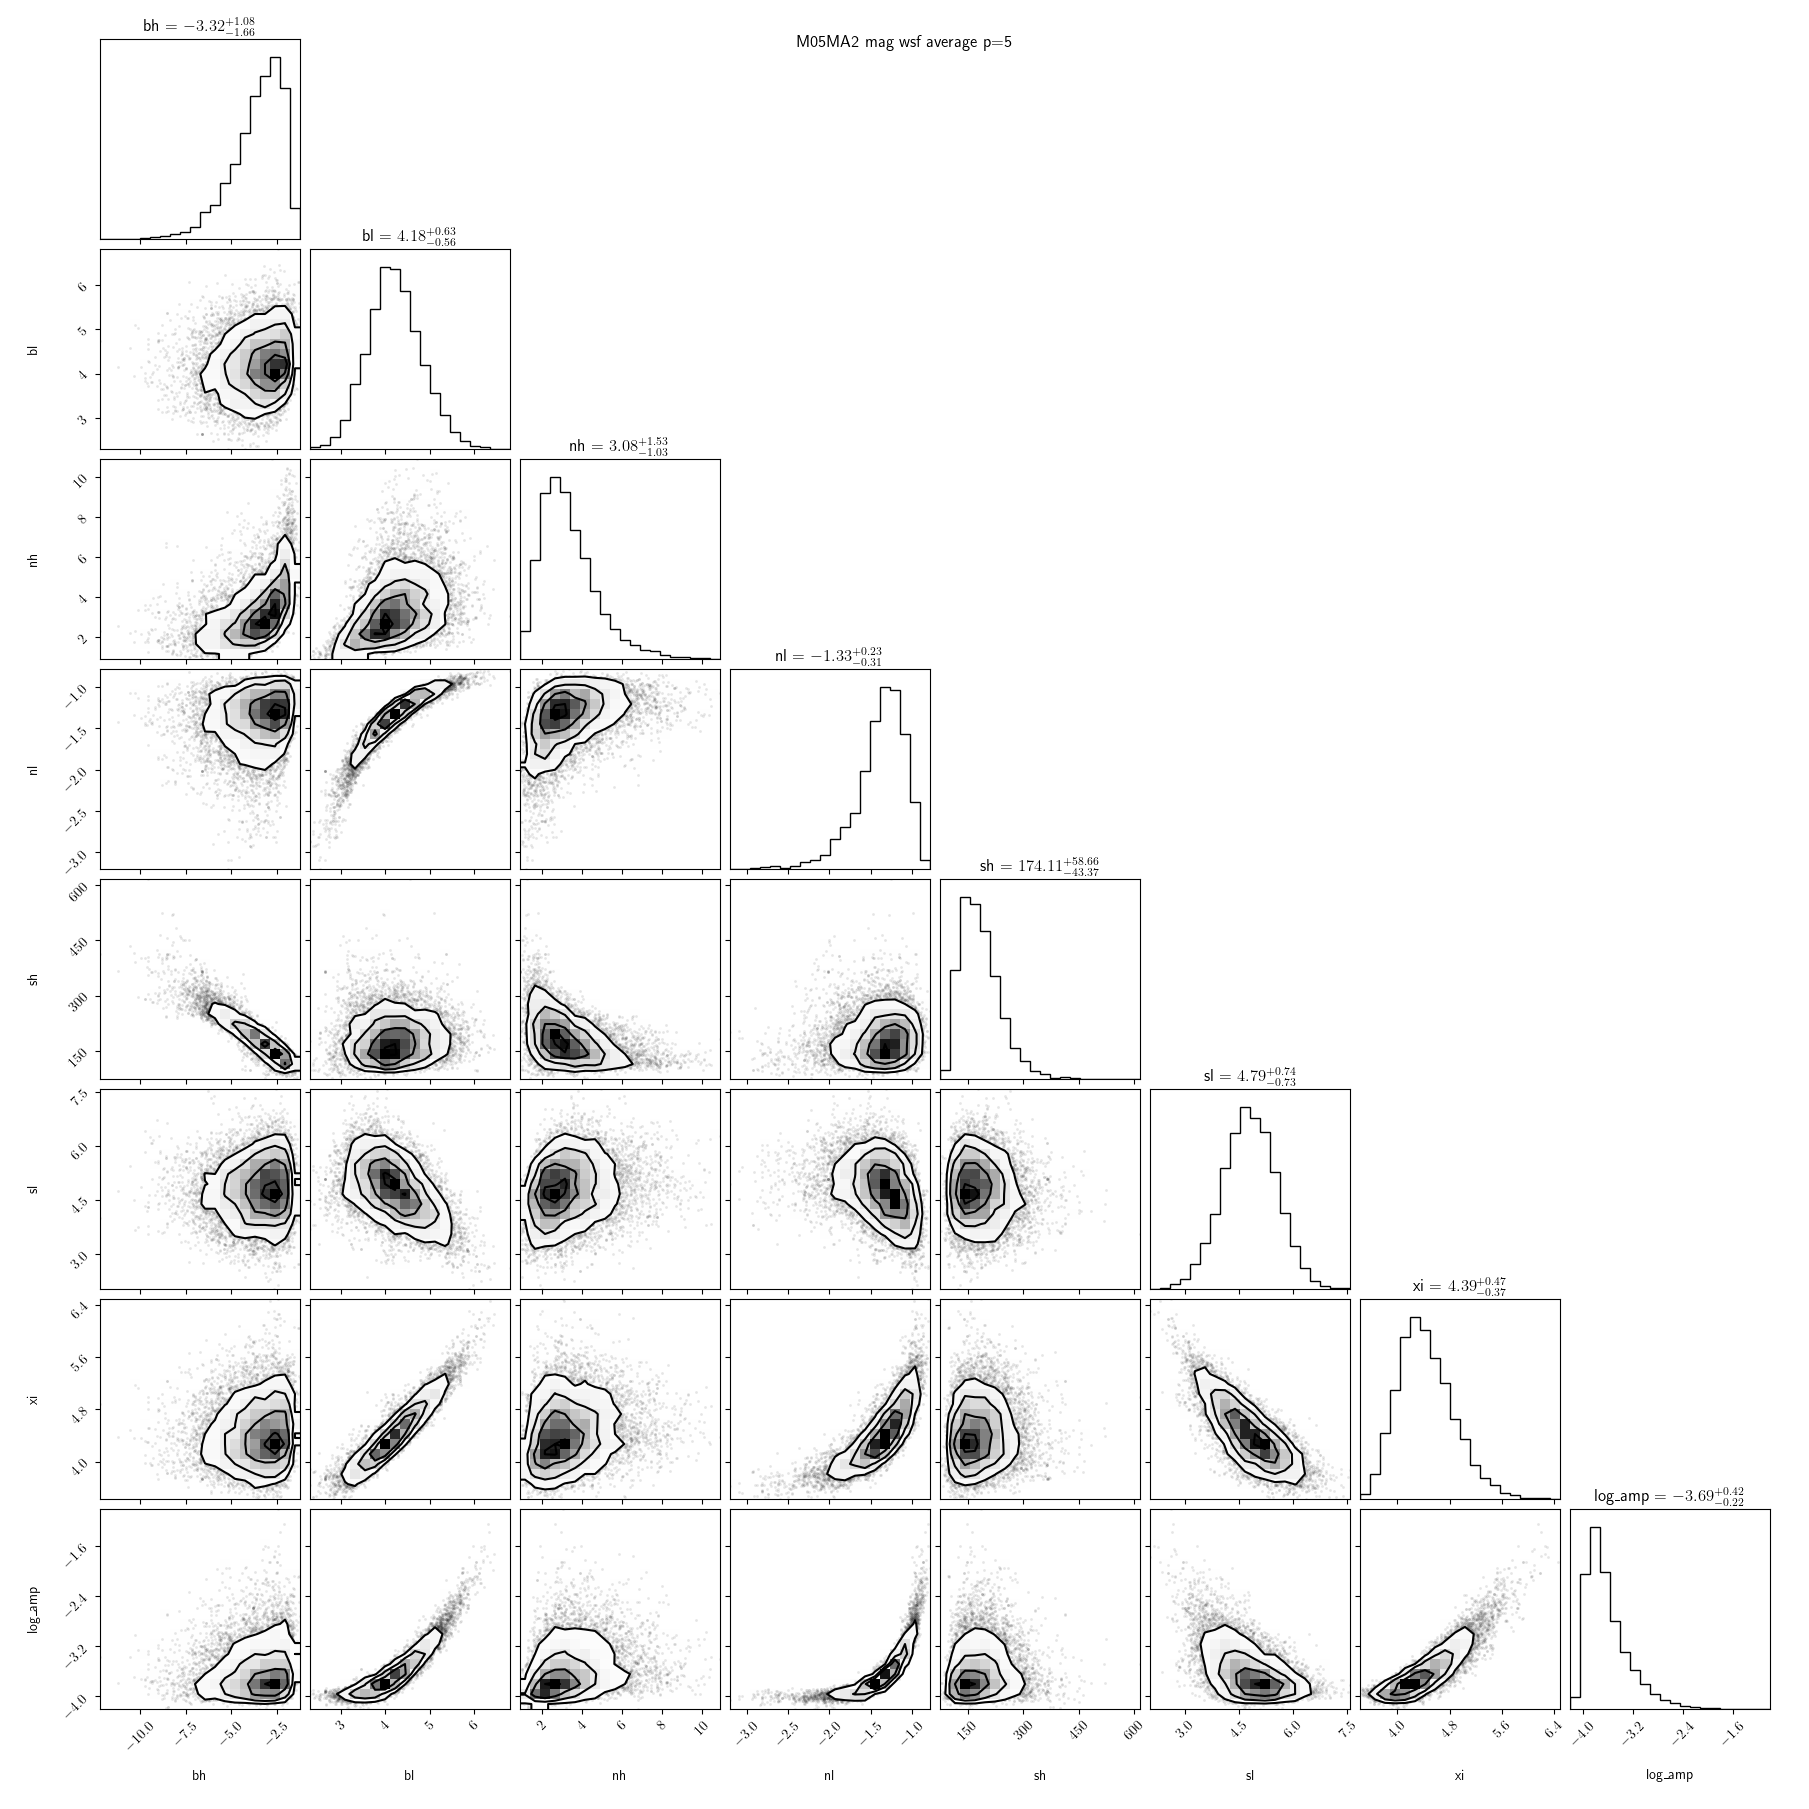 M05MA2 mag wsf average p=5
bh = −3.32+1.08 −1.66
bl = 4.18+0.63 −0.56
nh = 3.08+1.53 −1.03
nl = −1.33+0.23 −0.31
sh = 174.11+58.66 −43.37
sl = 4.79+0.74 −0.73
xi = 4.39+0.47 −0.37
log_amp = −3.69+0.42 −0.22
bl
6
5
4
3
nh
10
8
6
4
2
nl
−1.0
−1.5
−2.0
−2.5
−3.0
sh
600
450
300
150
sl
7.5
6.0
4.5
3.0
xi
6.4
5.6
4.8
4.0
log_amp
−1.6
−2.4
−3.2
−4.0
−10.0 −7.5 −5.0 −2.5
3 4 5 6
2 4 6 8 10
−3.0 −2.5 −2.0 −1.5 −1.0
150 300 450 600
3.0 4.5 6.0 7.5
4.0 4.8 5.6 6.4
−4.0 −3.2 −2.4 −1.6
bh bl nh nl sh sl xi log_amp